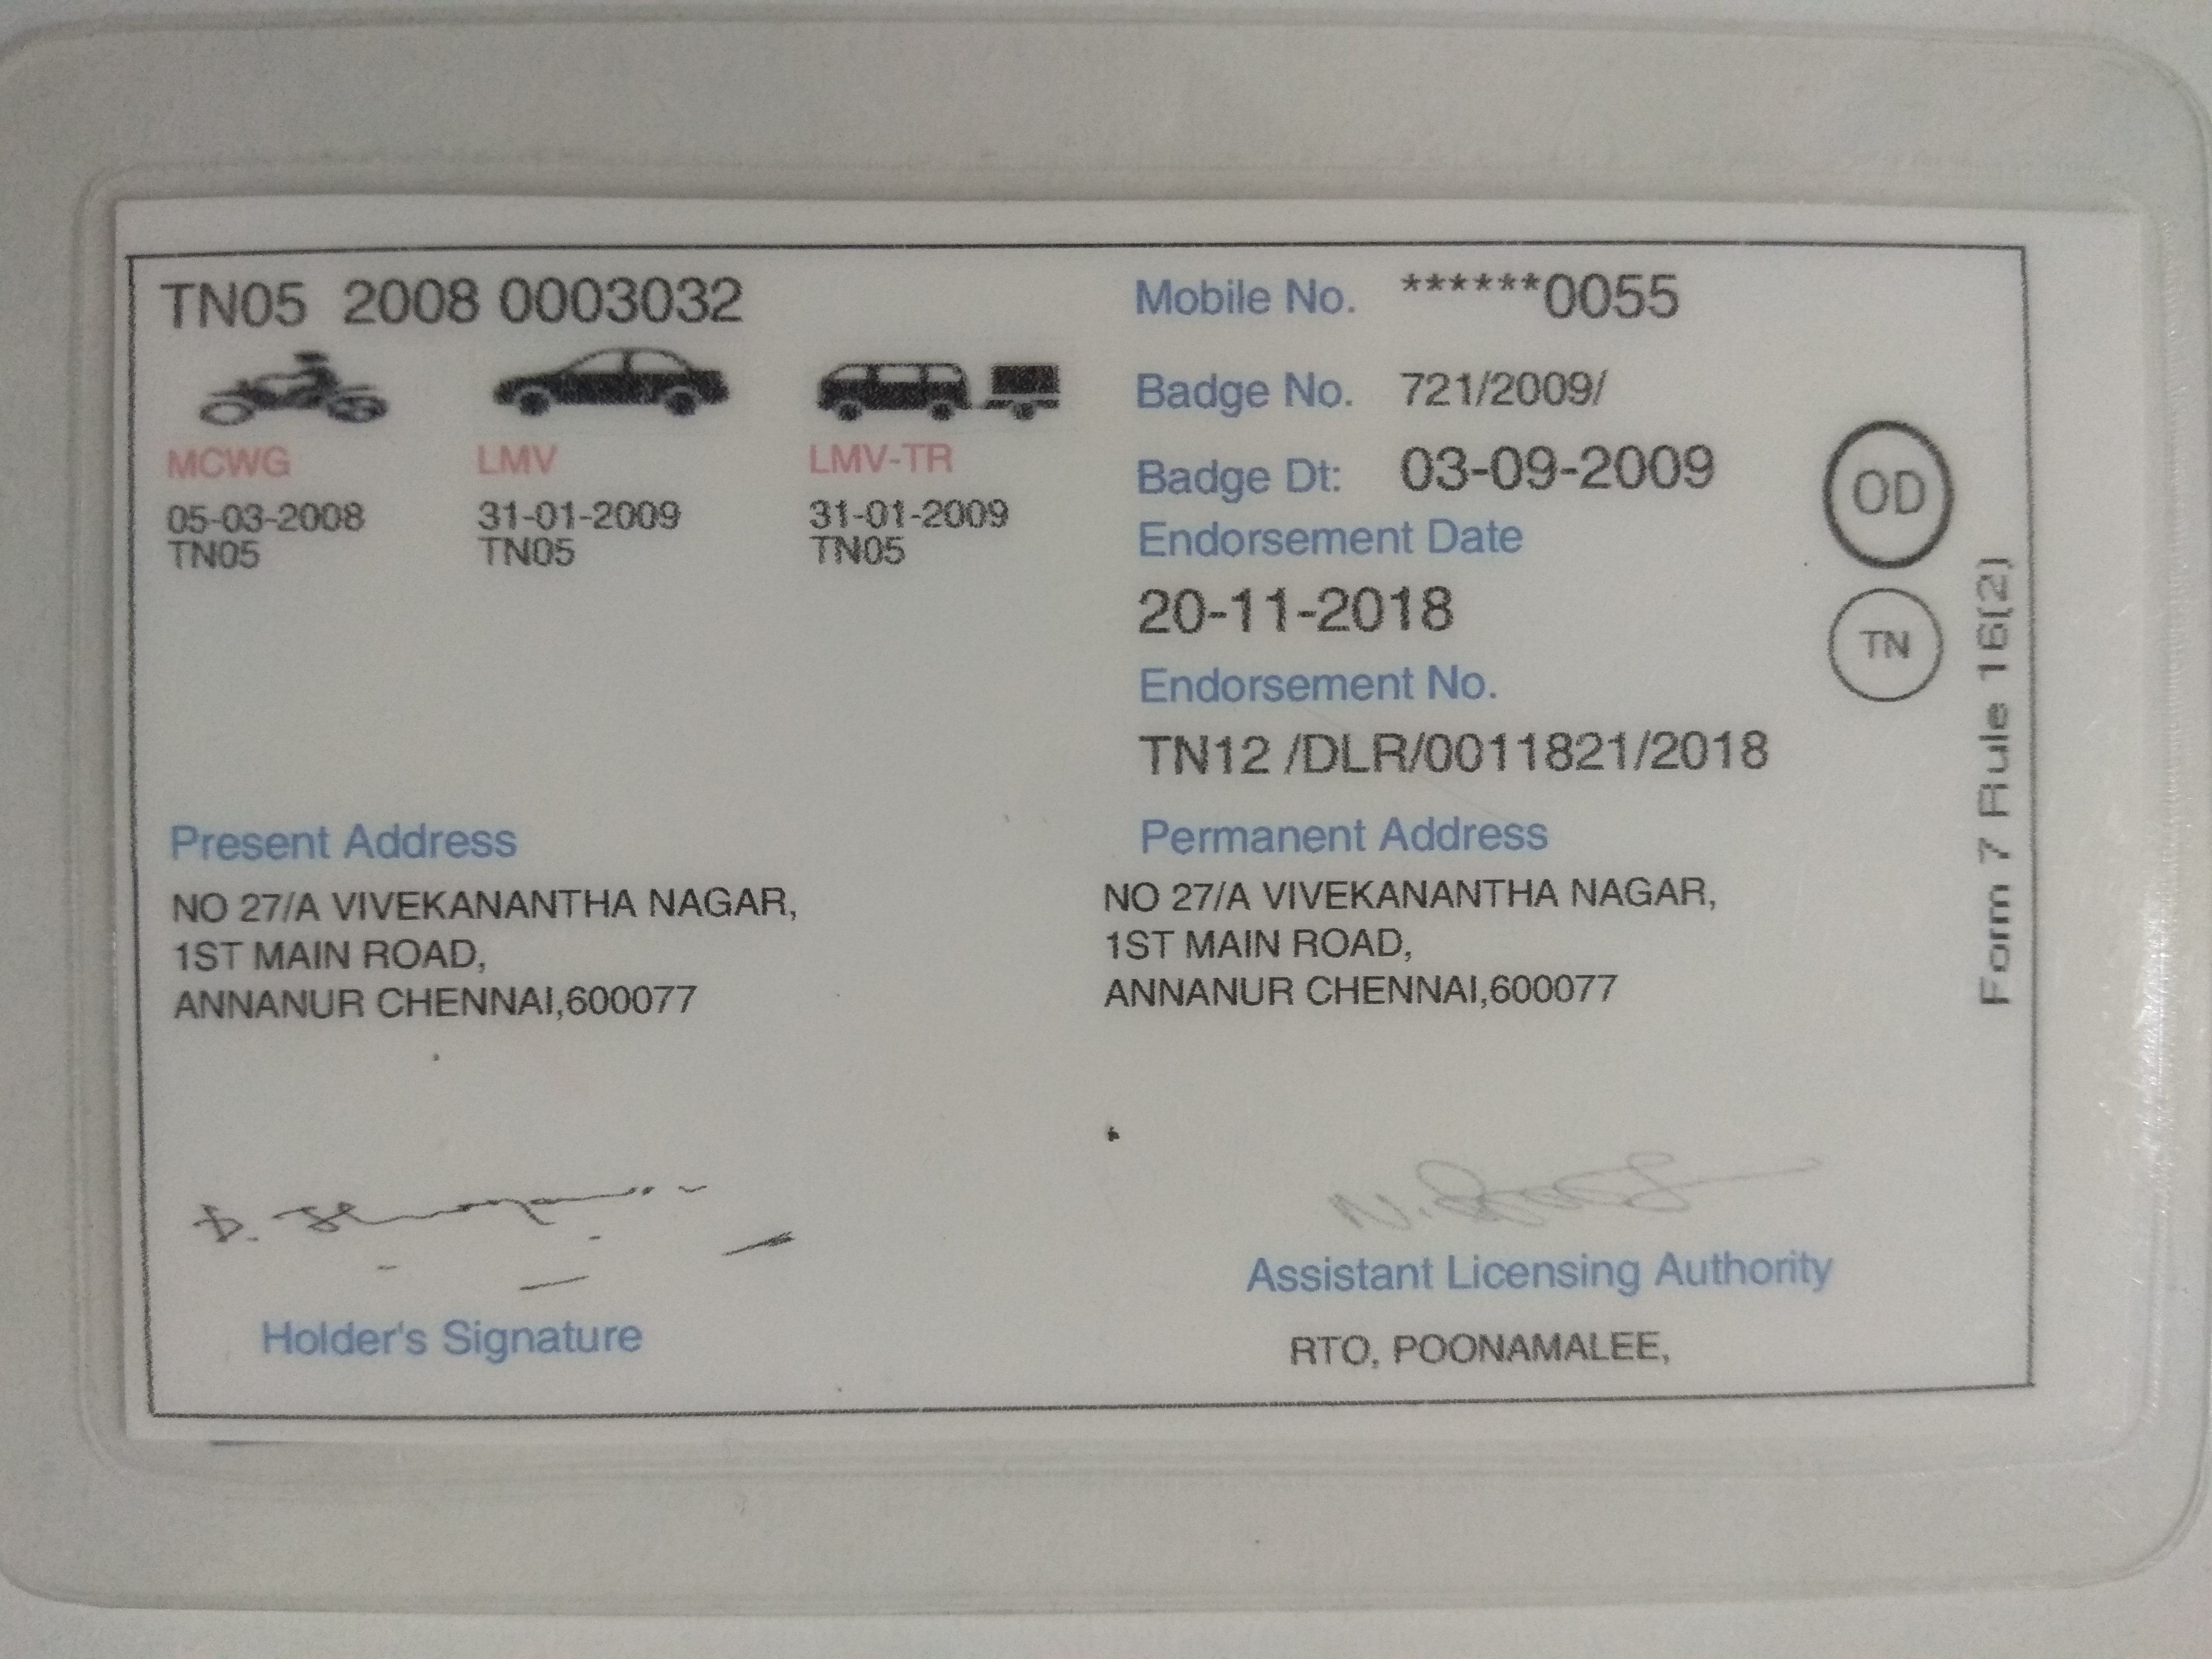 TN05 2008 0003032
MCWG LMV LMV-TR
05-03-2008 31-01-2009 31-01-2009
TN05 TN05 TN05
Mobile No. ******0055
Badge No. 721/2009/
Badge Dt: 03-09-2009
Endorsement Date
20-11-2018
Endorsement No.
TN12 /DLR/0011821/2018
OD
TN
Form 7 Rule 16(2)
Present Address
NO 27/A VIVEKANANTHA NAGAR,
1ST MAIN ROAD,
ANNANUR CHENNAI,600077
Permanent Address
NO 27/A VIVEKANANTHA NAGAR,
1ST MAIN ROAD,
ANNANUR CHENNAI,600077
Holder's Signature
Assistant Licensing Authority
RTO, POONAMALEE,